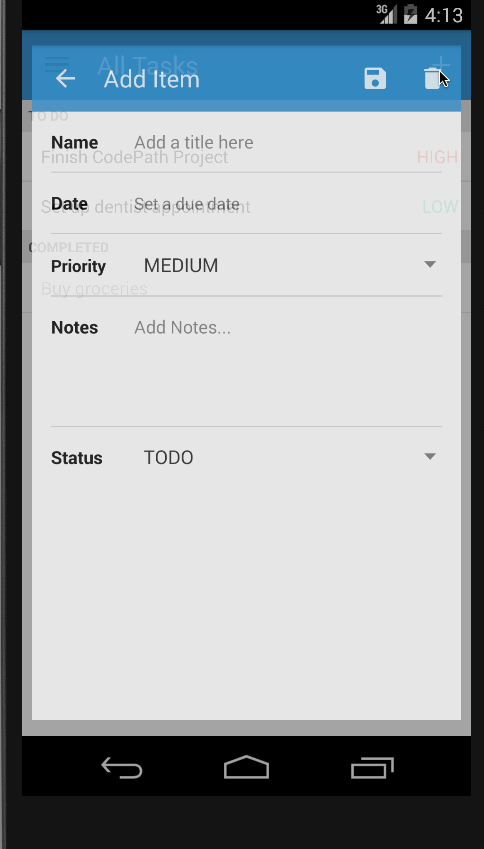 3G 4:13
All Tasks
Add Item
TO DO
Name Add a title here
Finish CodePath Project HIGH
Date Set a due date
Set up dentist appointment LOW
COMPLETED
Priority MEDIUM
Buy groceries
Notes Add Notes...
Status TODO